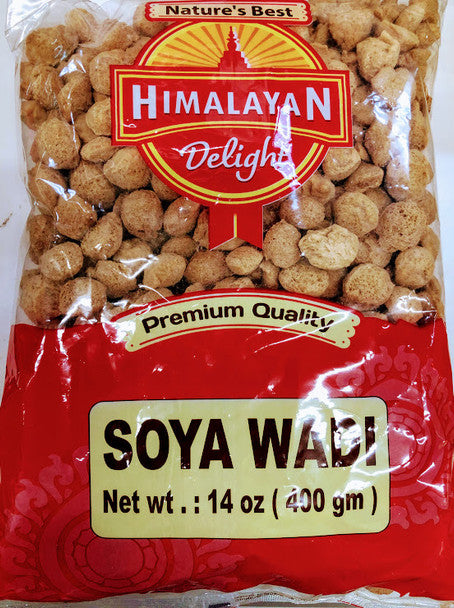 Nature's Best
HIMALAYAN
Delight
Premium Quality
SOYA WADI
Net wt . : 14 oz ( 400 gm )